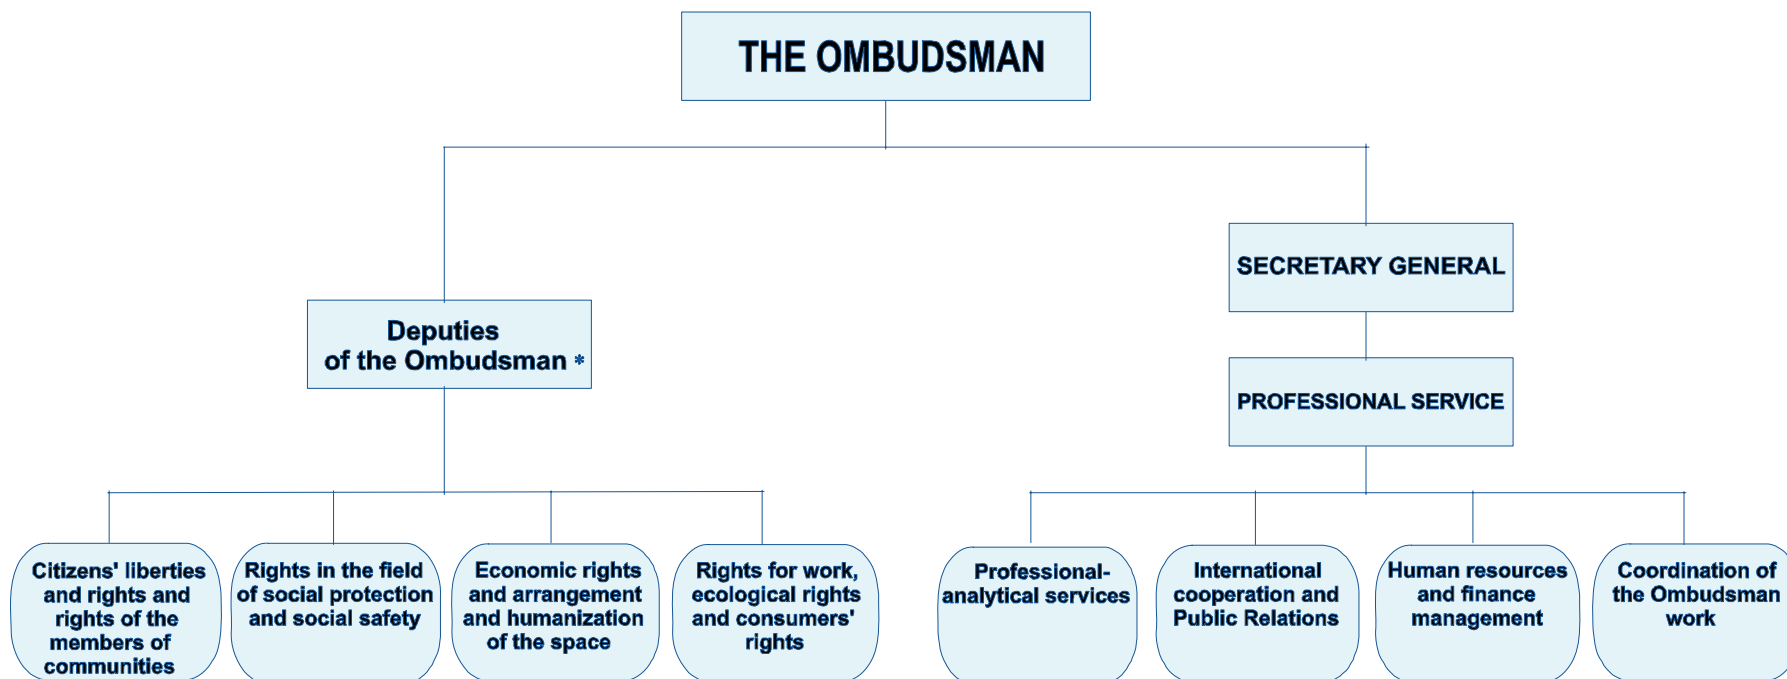 THE OMBUDSMAN
SECRETARY GENERAL
Deputies
of the Ombudsman *
PROFESSIONAL SERVICE
Citizens' liberties
and rights and
rights of the
members of
communities
Rights in the field
of social protection
and social safety
Economic rights
and arrangement
and humanization
of the space
Rights for work,
ecological rights
and consumers'
rights
Professional-
analytical services
International
cooperation and
Public Relations
Human resources
and finance
management
Coordination of
the Ombudsman
work